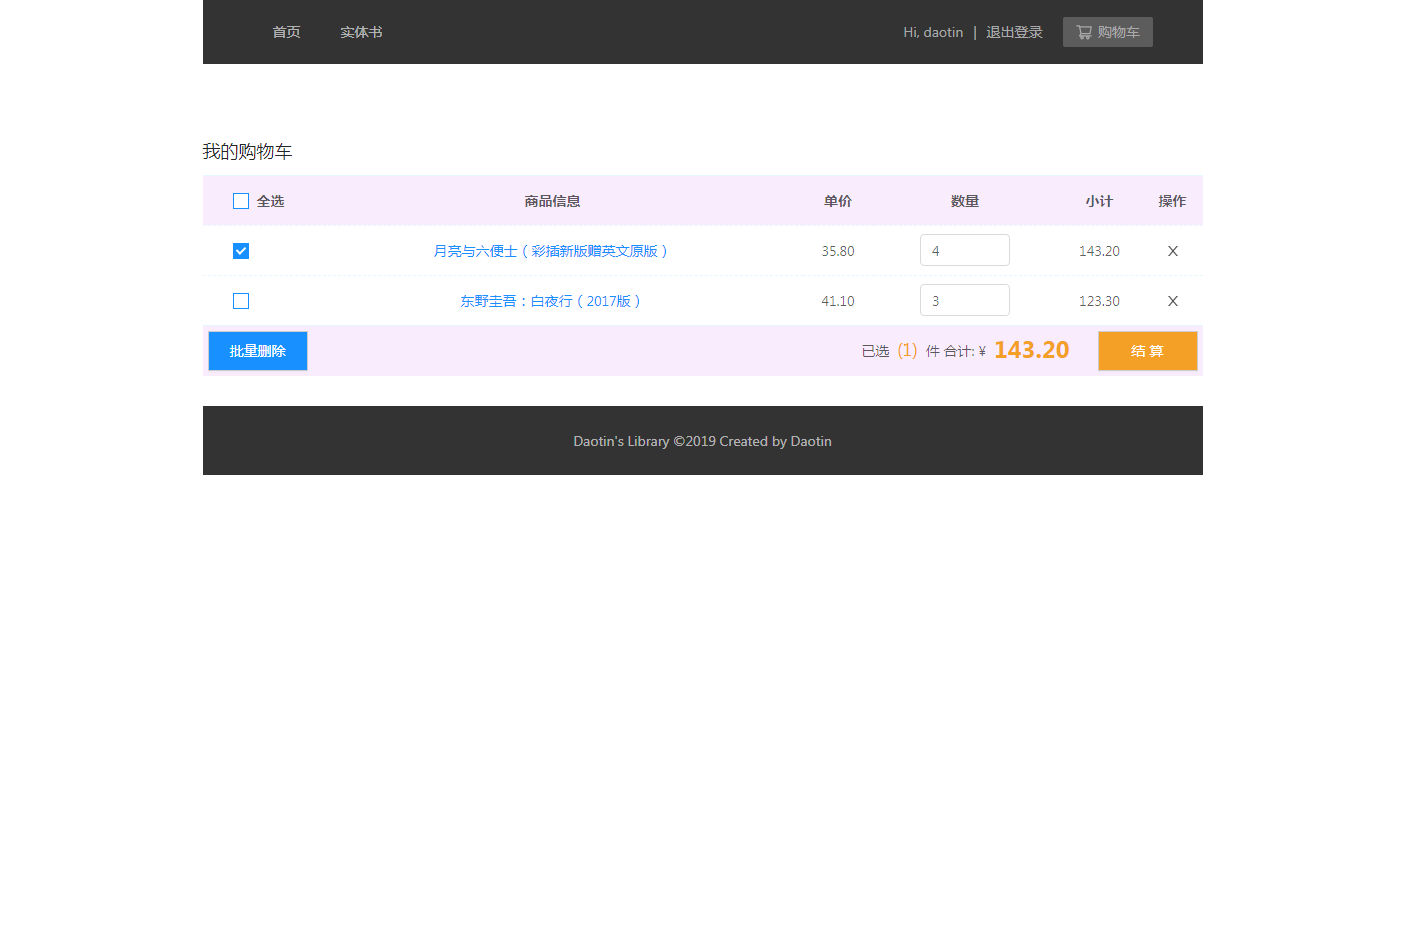 首页 实体书 Hi, daotin | 退出登录 购物车
我的购物车
全选 商品信息 单价 数量 小计 操作
月亮与六便士（彩插新版赠英文原版） 35.80 4 143.20 X
东野圭吾：白夜行（2017版） 41.10 3 123.30 X
批量删除 已选 (1) 件 合计: ¥ 143.20 结 算
Daotin's Library ©2019 Created by Daotin